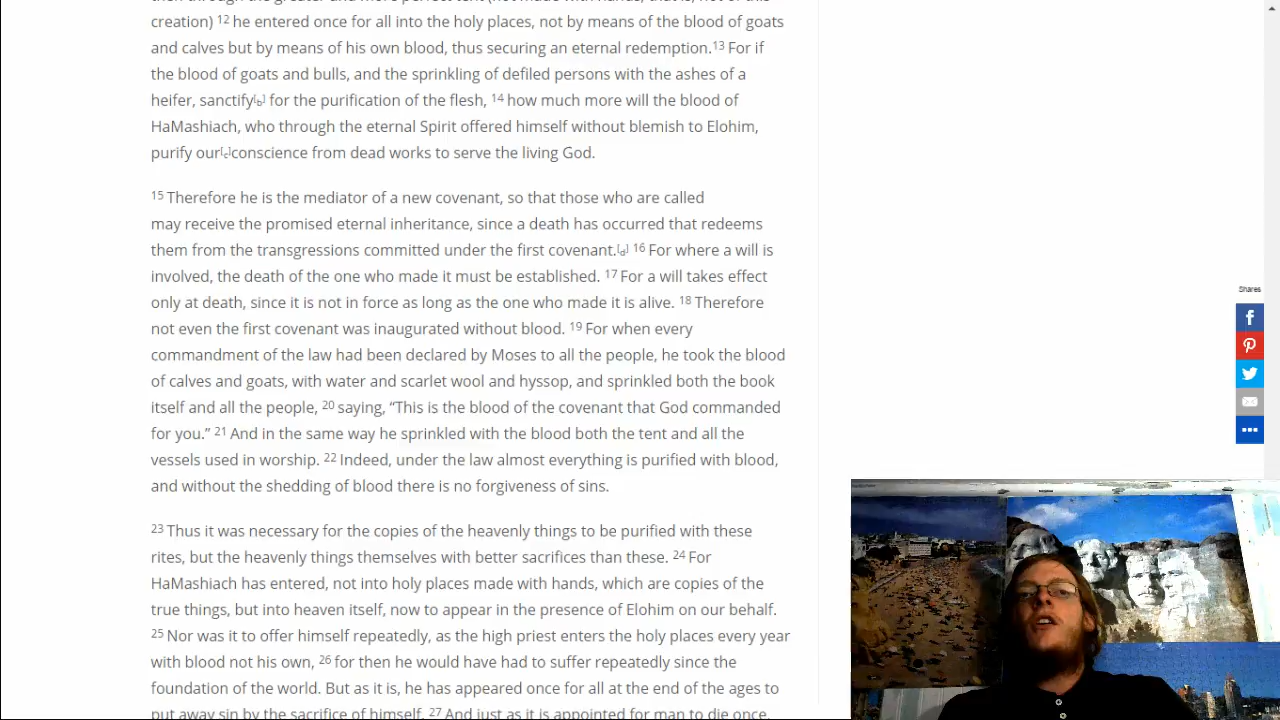 then through the greater and more perfect tent (not made with hands, that is, not of this
creation) 12 he entered once for all into the holy places, not by means of the blood of goats
and calves but by means of his own blood, thus securing an eternal redemption.13 For if
the blood of goats and bulls, and the sprinkling of defiled persons with the ashes of a
heifer, sanctify[b] for the purification of the flesh, 14 how much more will the blood of
HaMashiach, who through the eternal Spirit offered himself without blemish to Elohim,
purify our[c]conscience from dead works to serve the living God.
15 Therefore he is the mediator of a new covenant, so that those who are called
may receive the promised eternal inheritance, since a death has occurred that redeems
them from the transgressions committed under the first covenant.[d] 16 For where a will is
involved, the death of the one who made it must be established. 17 For a will takes effect
only at death, since it is not in force as long as the one who made it is alive. 18 Therefore
not even the first covenant was inaugurated without blood. 19 For when every
commandment of the law had been declared by Moses to all the people, he took the blood
of calves and goats, with water and scarlet wool and hyssop, and sprinkled both the book
itself and all the people, 20 saying, “This is the blood of the covenant that God commanded
for you.” 21 And in the same way he sprinkled with the blood both the tent and all the
vessels used in worship. 22 Indeed, under the law almost everything is purified with blood,
and without the shedding of blood there is no forgiveness of sins.
23 Thus it was necessary for the copies of the heavenly things to be purified with these
rites, but the heavenly things themselves with better sacrifices than these. 24 For
HaMashiach has entered, not into holy places made with hands, which are copies of the
true things, but into heaven itself, now to appear in the presence of Elohim on our behalf.
25 Nor was it to offer himself repeatedly, as the high priest enters the holy places every year
with blood not his own, 26 for then he would have had to suffer repeatedly since the
foundation of the world. But as it is, he has appeared once for all at the end of the ages to
put away sin by the sacrifice of himself. 27 And just as it is appointed for man to die once,
Shares